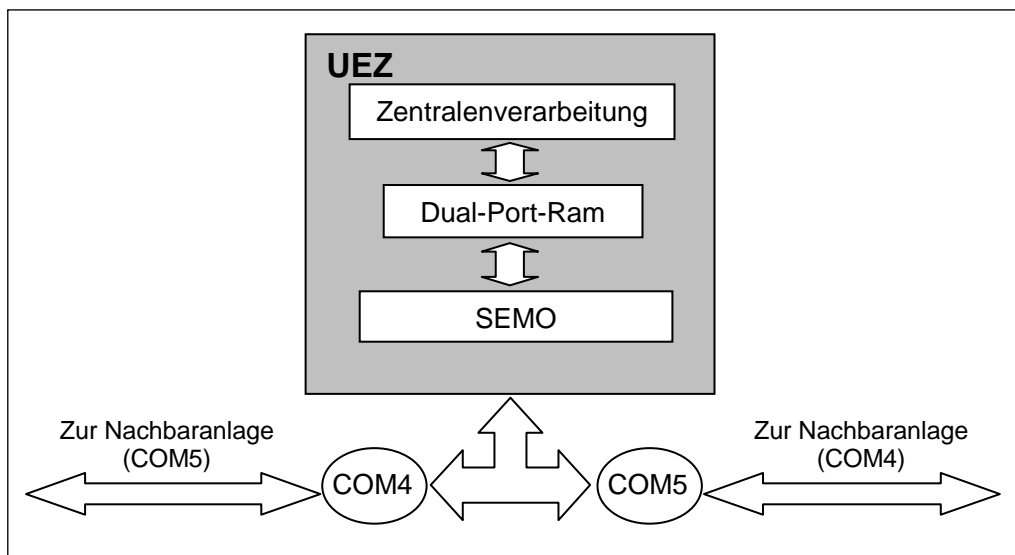 UEZ
Zentralenverarbeitung
Dual-Port-Ram
SEMO
Zur Nachbaranlage
(COM5)
COM4
COM5
Zur Nachbaranlage
(COM4)